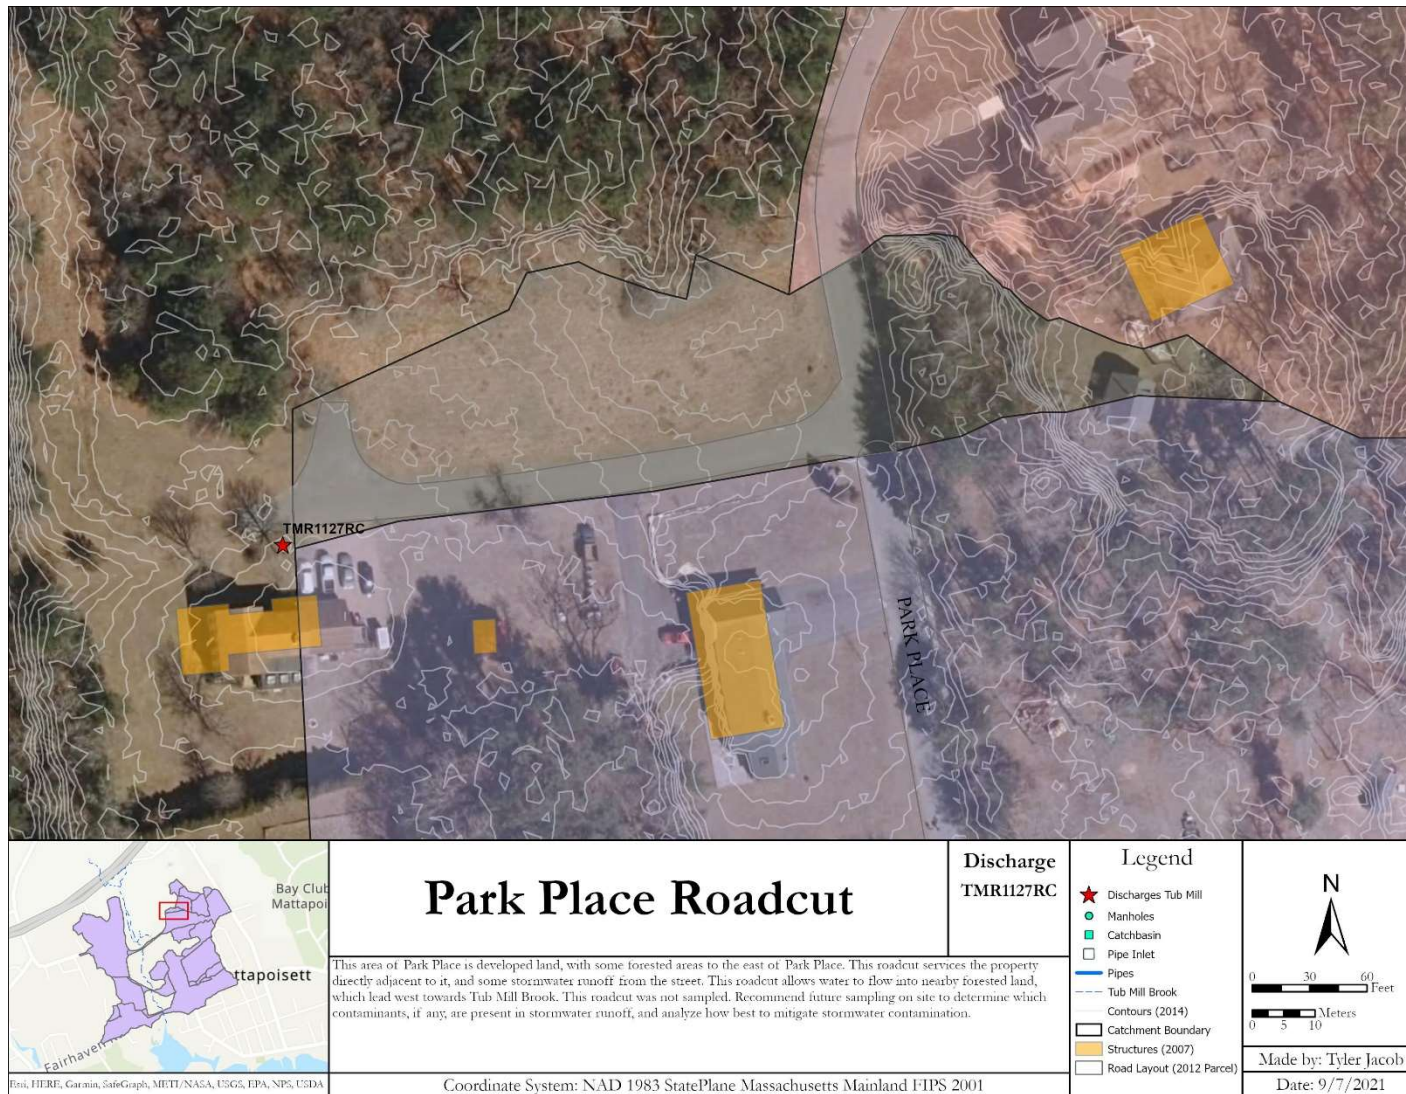 TMR1127RC
PARK PLACE
Bay Club
Mattapoi
ttapoisett
Fairhaven
Esri, HERE, Garmin, SafeGraph, METI/NASA, USGS, EPA, NPS, USDA
Park Place Roadcut
Discharge
TMR1127RC
This area of Park Place is developed land, with some forested areas to the east of Park Place. This roadcut services the property
directly adjacent to it, and some stormwater runoff from the street. This roadcut allows water to flow into nearby forested land,
which lead west towards Tub Mill Brook. This roadcut was not sampled. Recommend future sampling on site to determine which
contaminants, if any, are present in stormwater runoff, and analyze how best to mitigate stormwater contamination.
Coordinate System: NAD 1983 StatePlane Massachusetts Mainland FIPS 2001
Legend
Discharges Tub Mill
Manholes
Catchbasin
Pipe Inlet
Pipes
Tub Mill Brook
Contours (2014)
Catchment Boundary
Structures (2007)
Road Layout (2012 Parcel)
N
0 30 60
Feet
Meters
0 5 10
Made by: Tyler Jacob
Date: 9/7/2021